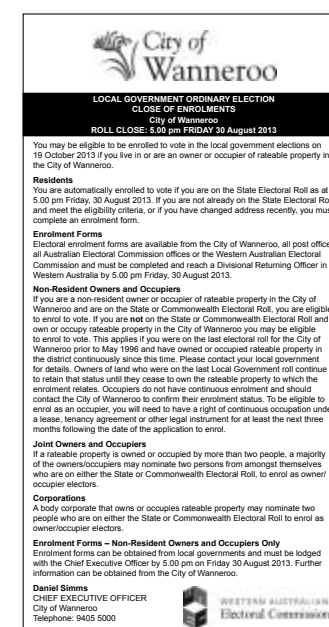 City of
Wanneroo
LOCAL GOVERNMENT ORDINARY ELECTION
CLOSE OF ENROLMENTS
City of Wanneroo
ROLL CLOSE: 5.00 pm FRIDAY 30 August 2013
You may be eligible to be enrolled to vote in the local government elections on
19 October 2013 if you live in or are an owner or occupier of rateable property in
the City of Wanneroo.
Residents
You are automatically enrolled to vote if you are on the State Electoral Roll as at
5.00 pm Friday, 30 August 2013. If you are not already on the State Electoral Ro
and meet the eligibility criteria, or if you have changed address recently, you mus
complete an enrolment form.
Enrolment Forms
Electoral enrolment forms are available from the City of Wanneroo, all post office
all Australian Electoral Commission offices or the Western Australian Electoral
Commission and must be completed and reach a Divisional Returning Officer in
Western Australia by 5.00 pm Friday, 30 August 2013.
Non-Resident Owners and Occupiers
If you are a non-resident owner or occupier of rateable property in the City of
Wanneroo and are on the State or Commonwealth Electoral Roll, you are eligible
to enrol to vote. If you are not on the State or Commonwealth Electoral Roll and
own or occupy rateable property in the City of Wanneroo you may be eligible
to enrol to vote. This applies if you were on the last electoral roll for the City of
Wanneroo prior to May 1996 and have owned or occupied rateable property in
the district continuously since this time. Please contact your local government
for details. Owners of land who were on the last Local Government roll continue
to retain that status until they cease to own the rateable property to which the
enrolment relates. Occupiers do not have continuous enrolment and should
contact the City of Wanneroo to confirm their enrolment status. To be eligible to
enrol as an occupier, you will need to have a right of continuous occupation unde
a lease, tenancy agreement or other legal instrument for at least the next three
months following the date of the application to enrol.
Joint Owners and Occupiers
If a rateable property is owned or occupied by more than two people, a majority
of the owners/occupiers may nominate two persons from amongst themselves
who are on either the State or Commonwealth Electoral Roll, to enrol as owner/
occupier electors.
Corporations
A body corporate that owns or occupies rateable property may nominate two
people who are on either the State or Commonwealth Electoral Roll to enrol as
owner/occupier electors.
Enrolment Forms – Non-Resident Owners and Occupiers Only
Enrolment forms can be obtained from local governments and must be lodged
with the Chief Executive Officer by 5.00 pm on Friday 30 August 2013. Further
information can be obtained from the City of Wanneroo.
Daniel Simms
CHIEF EXECUTIVE OFFICER
City of Wanneroo
Telephone: 9405 5000
WESTERN AUSTRALIAN
Electoral Commission